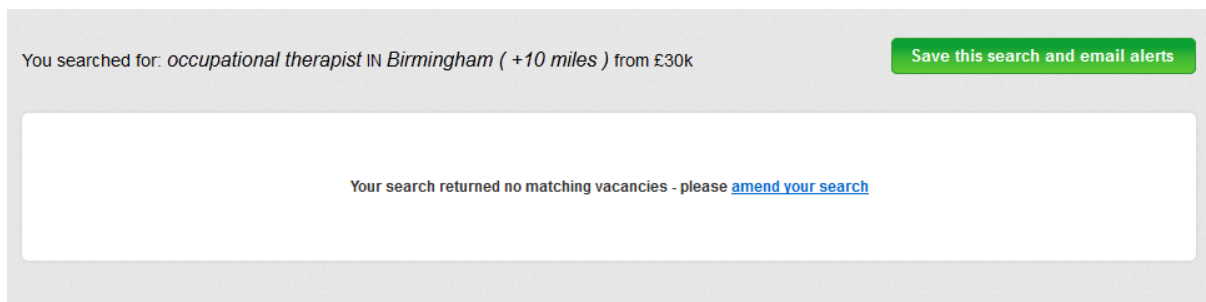 You searched for: occupational therapist IN Birmingham ( +10 miles ) from £30k
Save this search and email alerts
Your search returned no matching vacancies - please amend your search